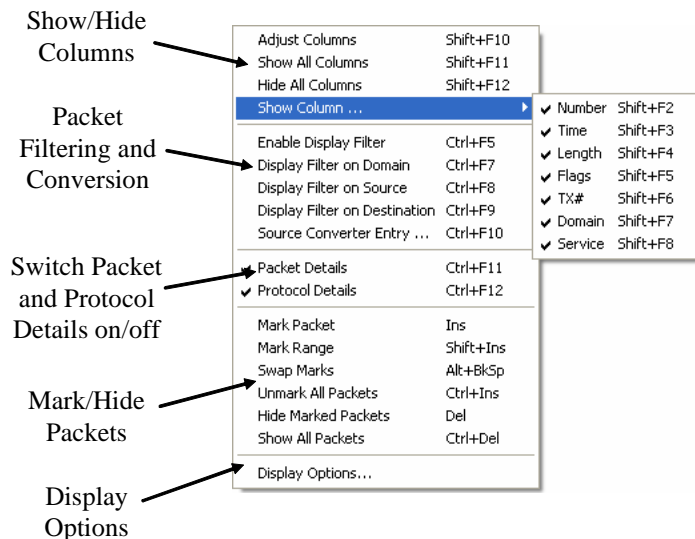 Show/Hide
Columns
Packet
Filtering and
Conversion
Switch Packet
and Protocol
Details on/off
Mark/Hide
Packets
Display
Options
Adjust Columns Shift+F10
Show All Columns Shift+F11
Hide All Columns Shift+F12
Show Column ...
Enable Display Filter Ctrl+F5
Display Filter on Domain Ctrl+F7
Display Filter on Source Ctrl+F8
Display Filter on Destination Ctrl+F9
Source Converter Entry ... Ctrl+F10
Packet Details Ctrl+F11
Protocol Details Ctrl+F12
Mark Packet Ins
Mark Range Shift+Ins
Swap Marks Alt+BkSp
Unmark All Packets Ctrl+Ins
Hide Marked Packets Del
Show All Packets Ctrl+Del
Display Options...
Number Shift+F2
Time Shift+F3
Length Shift+F4
Flags Shift+F5
TX# Shift+F6
Domain Shift+F7
Service Shift+F8